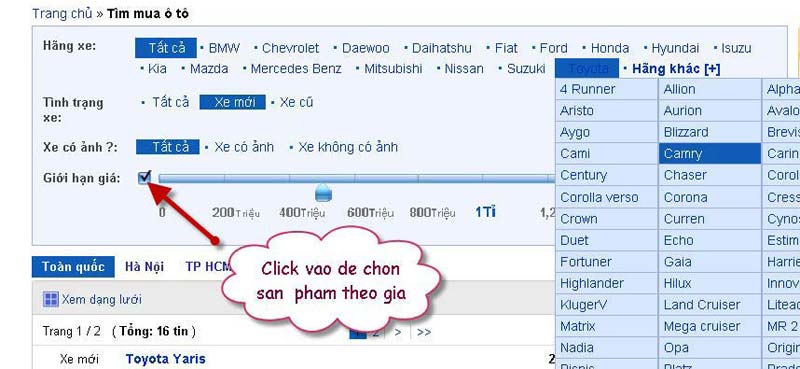 Trang chủ » Tìm mua ô tô
Hãng xe: Tất cả • BMW • Chevrolet • Daewoo • Daihatshu • Fiat • Ford • Honda • Hyundai • Isuzu
• Kia • Mazda • Mercedes Benz • Mitsibishi • Nissan • Suzuki Toyota • Hãng khác [+]
Tình trạng xe: • Tất cả Xe mới • Xe cũ
Xe có ảnh ?: Tất cả • Xe có ảnh • Xe không có ảnh
Giới hạn giá:
0 200Triệu 400Triệu 600Triệu 800Triệu 1Tỉ 1,2
4 Runner Allion Alpha
Aristo Aurion Avalo
Aygo Blizzard Brevis
Cami Camry Carin
Century Chaser Corol
Corolla verso Corona Cress
Crown Curren Cynos
Duet Echo Estim
Fortuner Gaia Harrie
Highlander Hilux Innov
KlugerV Land Cruiser Liteac
Matrix Mega cruiser MR 2
Nadia Opa Origin
Click vao de chon
san pham theo gia
Toàn quốc Hà Nội TP HCM
Xem dạng lưới
Trang 1 / 2 ( Tổng: 16 tin ) 1 2 > >>
Xe mới Toyota Yaris 2